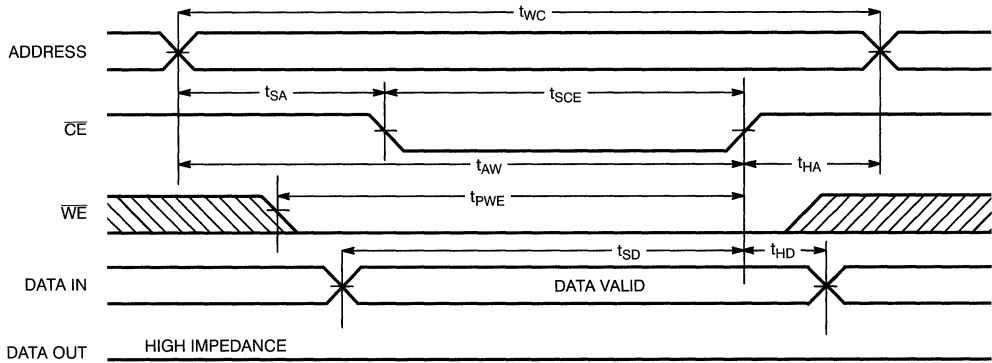 tWC
ADDRESS
tSA
tSCE
CE
tAW
tHA
tPWE
WE
tSD
tHD
DATA IN
DATA VALID
DATA OUT
HIGH IMPEDANCE